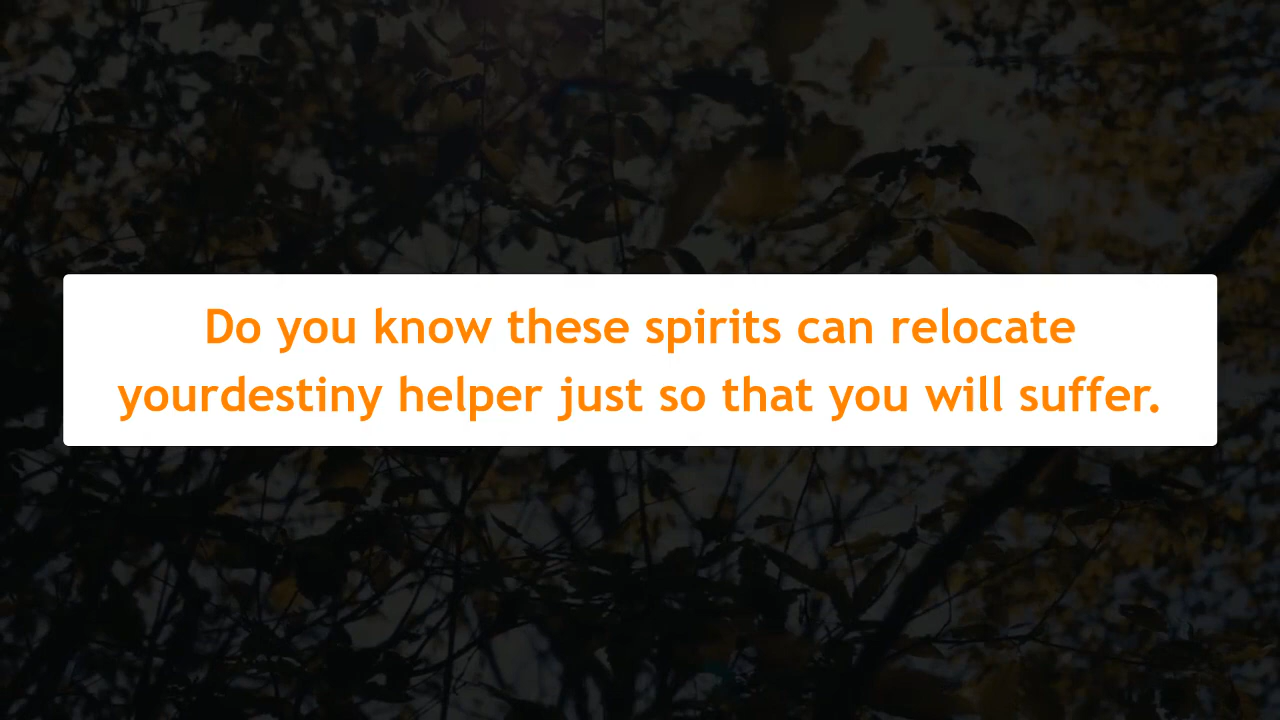 Do you know these spirits can relocate
yourdestiny helper just so that you will suffer.